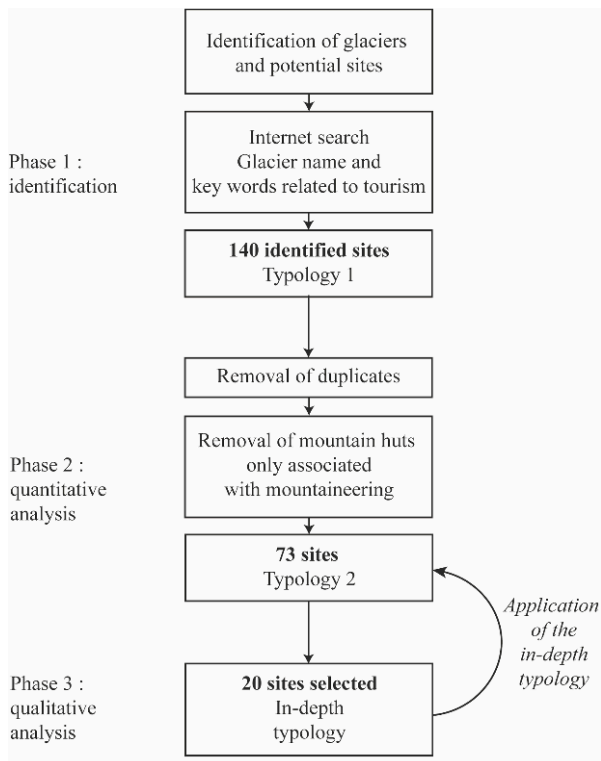 Identification of glaciers
and potential sites
Phase 1 :
identification
Internet search
Glacier name and
key words related to tourism
140 identified sites
Typology 1
Removal of duplicates
Phase 2 :
quantitative
analysis
Removal of mountain huts
only associated
with mountaineering
73 sites
Typology 2
Application
of the
in-depth
typology
Phase 3 :
qualitative
analysis
20 sites selected
In-depth
typology